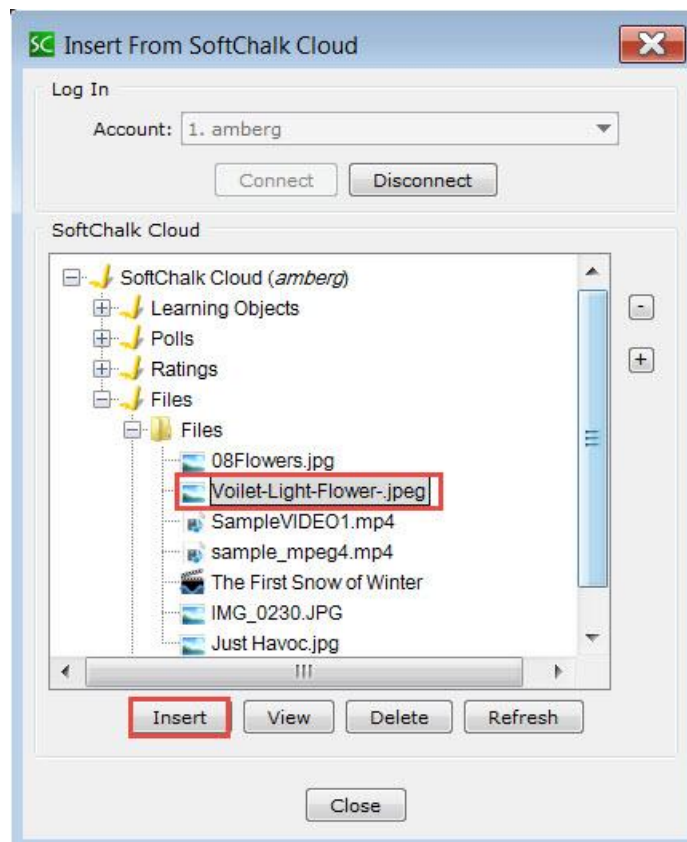 SC Insert From SoftChalk Cloud
Log In
Account: 1. amberg
Connect Disconnect
SoftChalk Cloud
SoftChalk Cloud (amberg)
Learning Objects
Polls
Ratings
Files
Files
08Flowers.jpg
Voilet-Light-Flower-.jpeg
SampleVIDEO1.mp4
sample_mpeg4.mp4
The First Snow of Winter
IMG_0230.JPG
Just Havoc.jpg
Insert View Delete Refresh
Close